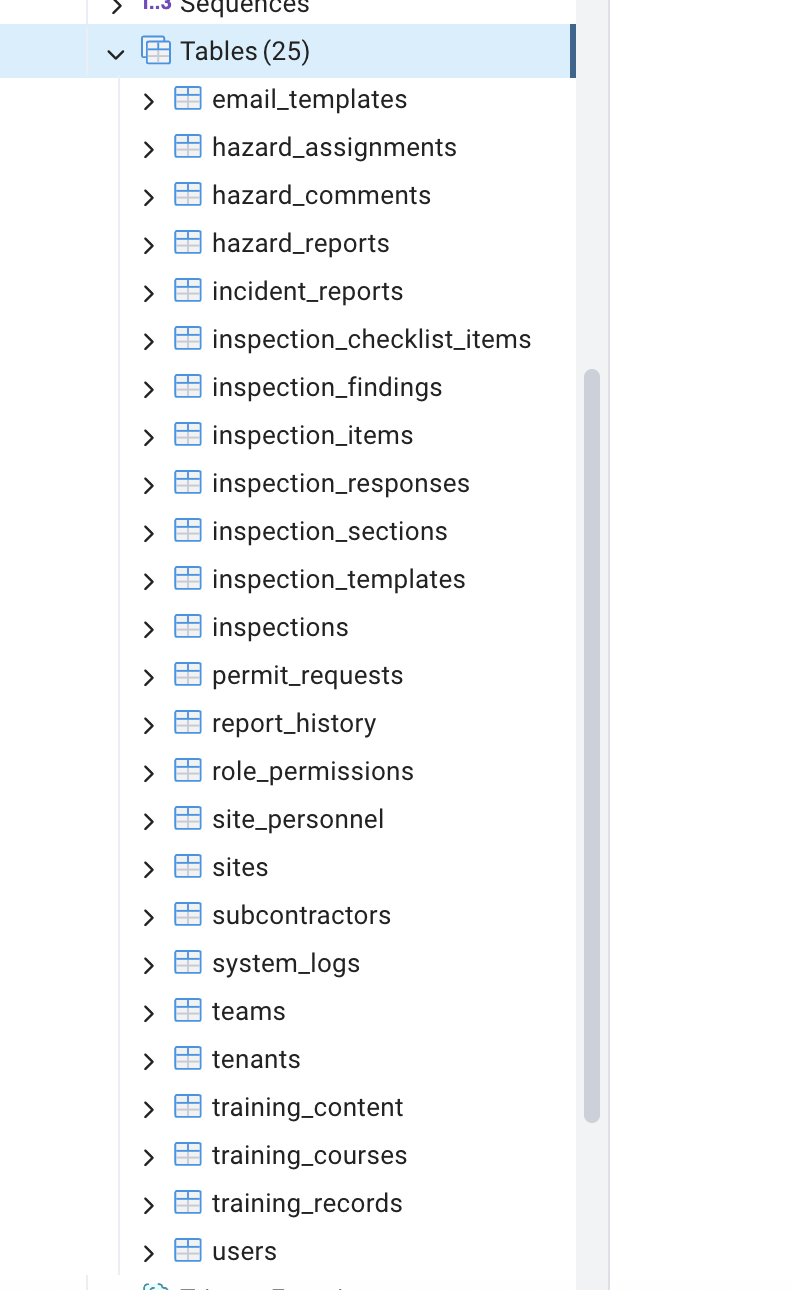 1..3 Sequences
Tables (25)
email_templates
hazard_assignments
hazard_comments
hazard_reports
incident_reports
inspection_checklist_items
inspection_findings
inspection_items
inspection_responses
inspection_sections
inspection_templates
inspections
permit_requests
report_history
role_permissions
site_personnel
sites
subcontractors
system_logs
teams
tenants
training_content
training_courses
training_records
users